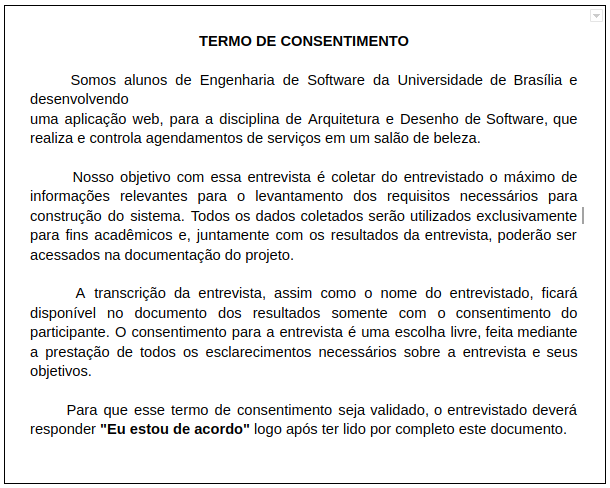 TERMO DE CONSENTIMENTO
Somos alunos de Engenharia de Software da Universidade de Brasília e
desenvolvendo
uma aplicação web, para a disciplina de Arquitetura e Desenho de Software, que
realiza e controla agendamentos de serviços em um salão de beleza.
Nosso objetivo com essa entrevista é coletar do entrevistado o máximo de
informações relevantes para o levantamento dos requisitos necessários para
construção do sistema. Todos os dados coletados serão utilizados exclusivamente
para fins acadêmicos e, juntamente com os resultados da entrevista, poderão ser
acessados na documentação do projeto.
A transcrição da entrevista, assim como o nome do entrevistado, ficará
disponível no documento dos resultados somente com o consentimento do
participante. O consentimento para a entrevista é uma escolha livre, feita mediante
a prestação de todos os esclarecimentos necessários sobre a entrevista e seus
objetivos.
Para que esse termo de consentimento seja validado, o entrevistado deverá
responder "Eu estou de acordo" logo após ter lido por completo este documento.